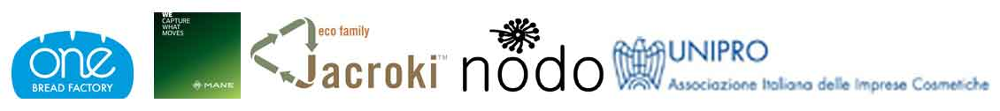 one
BREAD FACTORY
WE
CAPTURE
WHAT
MOVES
MANE
eco family
Jacroki™
nodo
UNIPRO
Associazione Italiana delle Imprese Cosmetiche